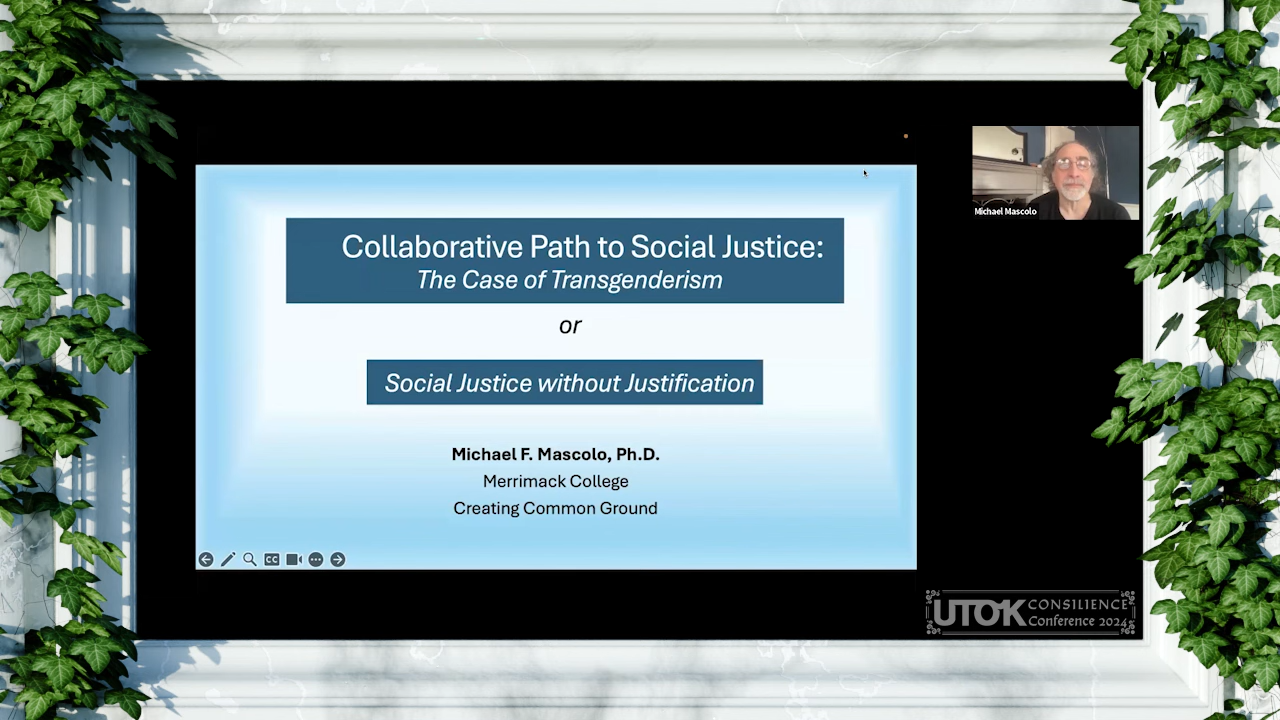 Collaborative Path to Social Justice:
The Case of Transgenderism
or
Social Justice without Justification
Michael F. Mascolo, Ph.D.
Merrimack College
Creating Common Ground
CC
Michael Mascolo
UTOK CONSILIENCE
Conference 2024